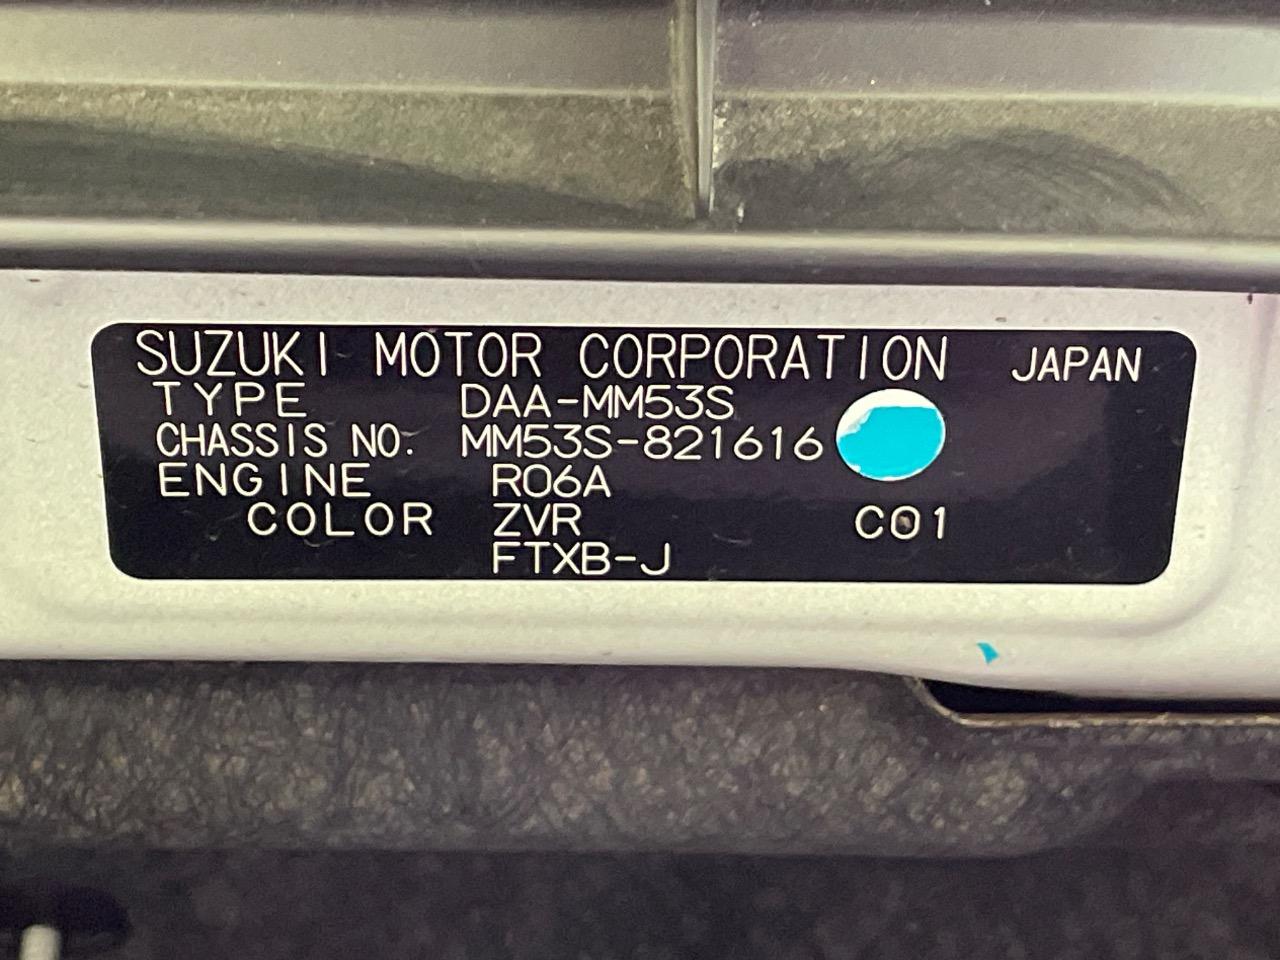 SUZUKI MOTOR CORPORATION JAPAN
TYPE DAA-MM53S
CHASSIS NO. MM53S-821616
ENGINE R06A
COLOR ZVR C01
FTXB-J